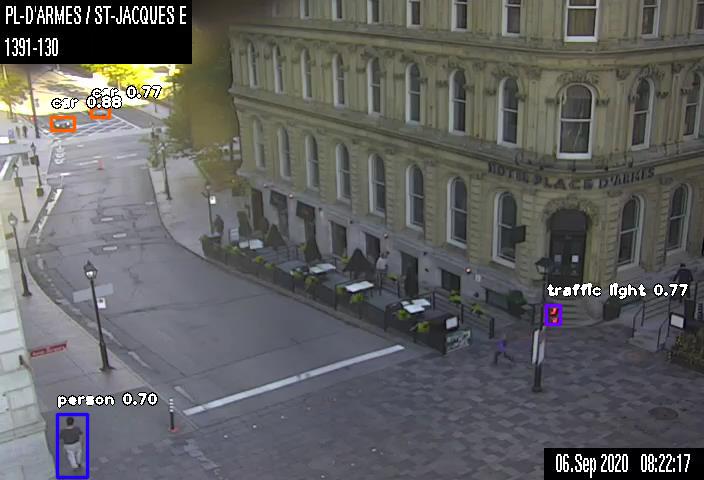 PL-D'ARMES / ST-JACQUES E
1391-130
car 0.77
car 0.88
HOTEL PLACE D'ARMES
traffic light 0.77
person 0.70
06.Sep 2020 08:22:17